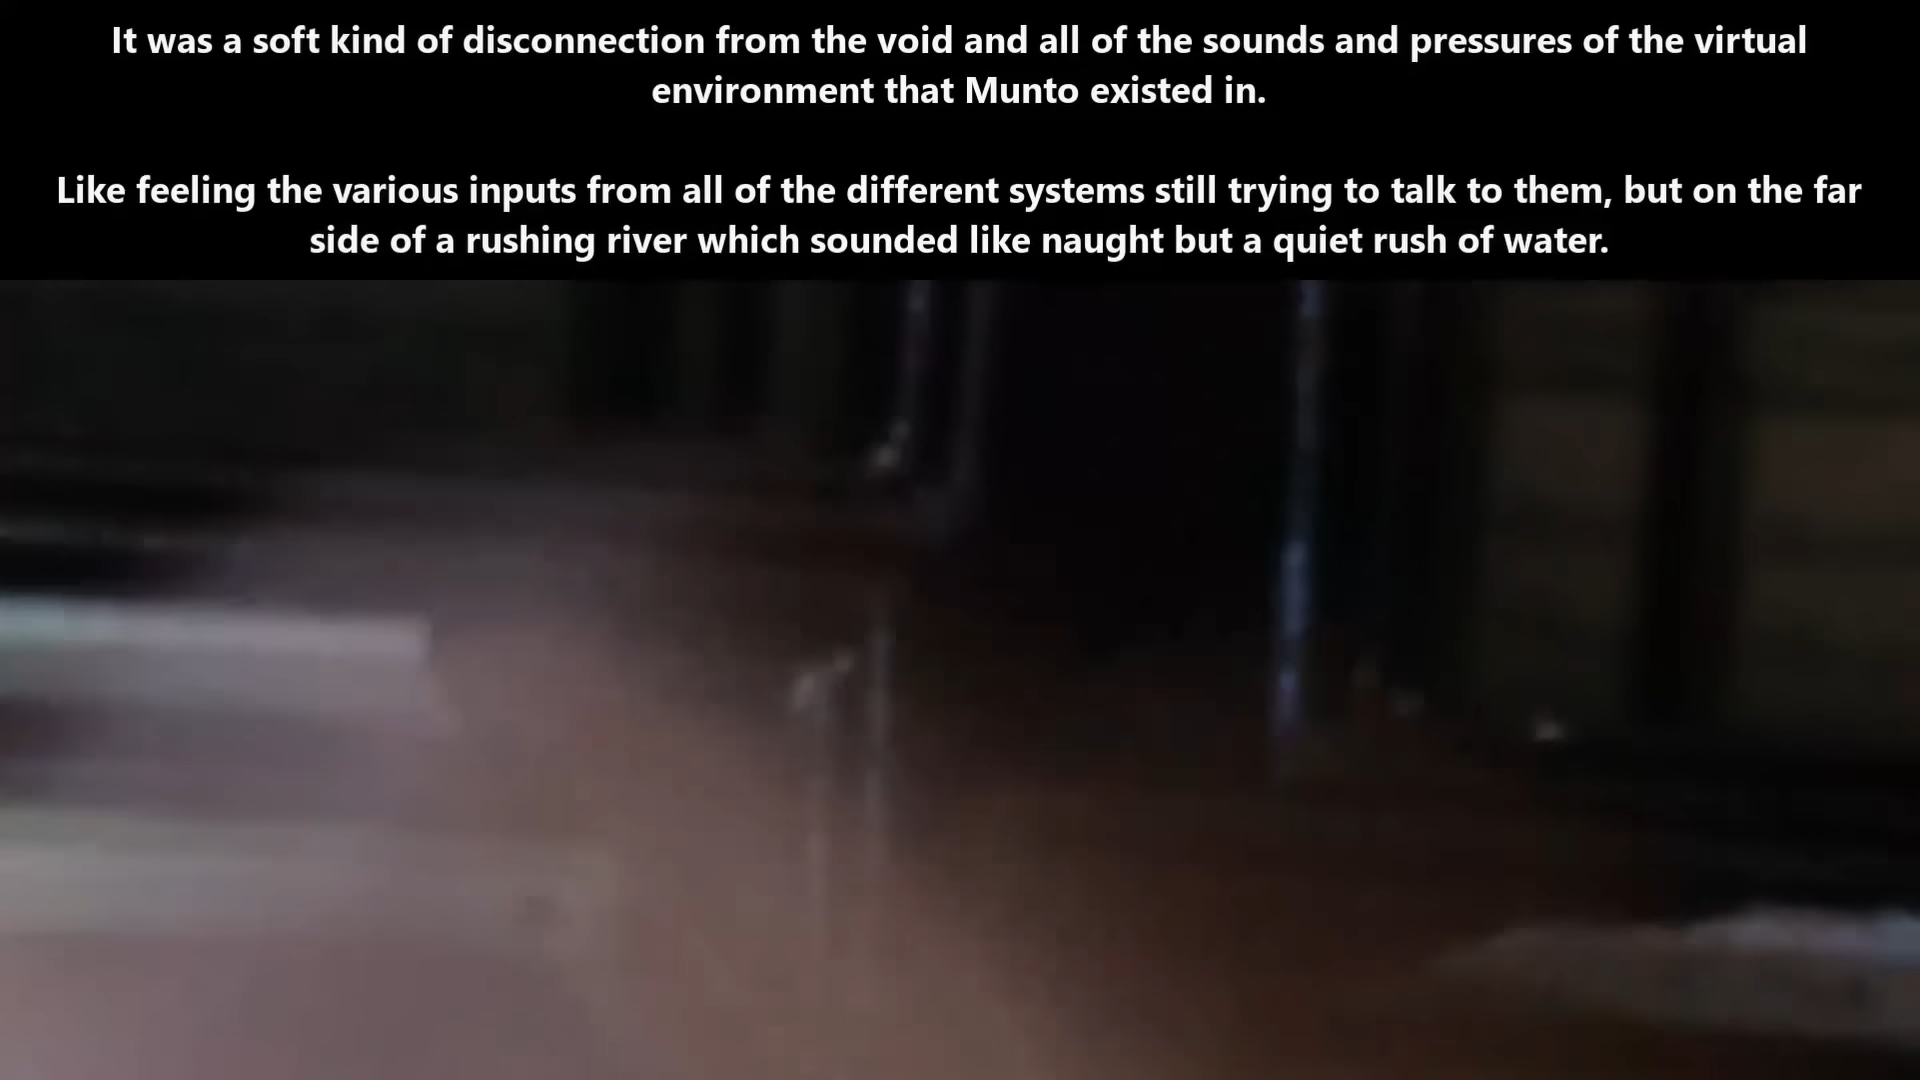 It was a soft kind of disconnection from the void and all of the sounds and pressures of the virtual
environment that Munto existed in.
Like feeling the various inputs from all of the different systems still trying to talk to them, but on the far
side of a rushing river which sounded like naught but a quiet rush of water.